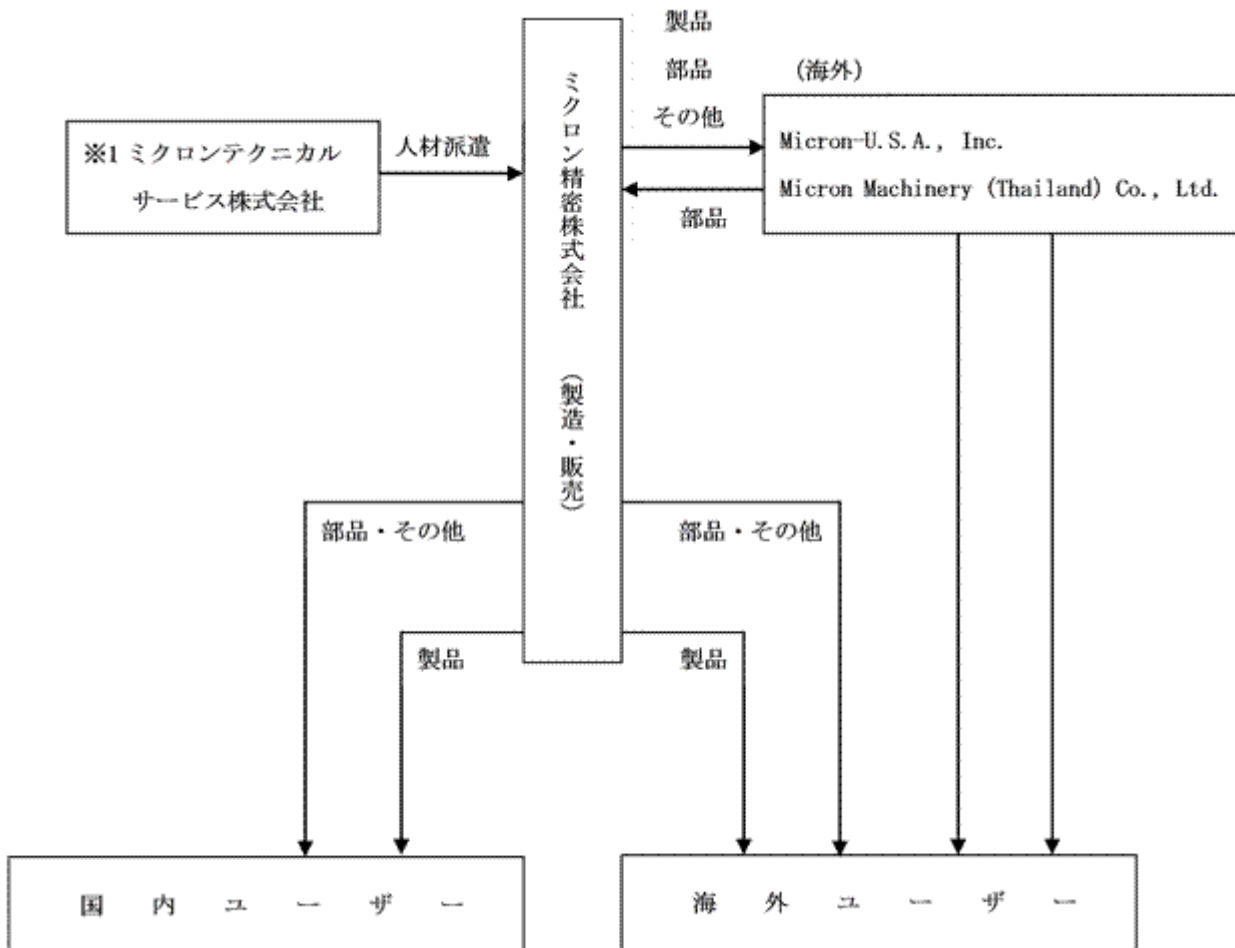 製品
部品
(海外)
その他
※1 ミクロンテクニカル
サービス株式会社
人材派遣
ミクロン精密株式会社 (製造・販売)
Micron-U.S.A., Inc.
Micron Machinery (Thailand) Co., Ltd.
部品
部品・その他
部品・その他
製品
製品
国内ユーザー
海外ユーザー